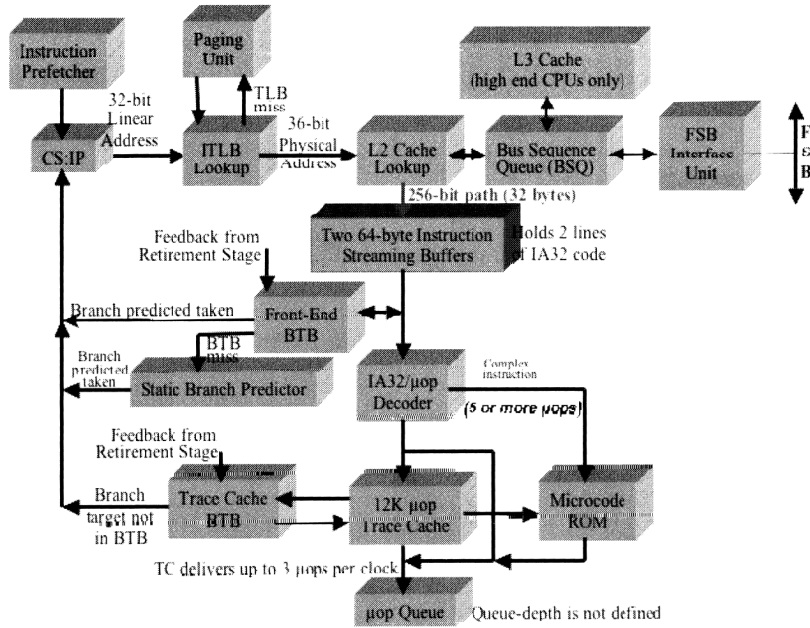 Instruction
Prefetcher
Paging
Unit
TLB
miss
L3 Cache
(high end CPUs only)
32-bit
Linear
Address
36-bit
Physical
Address
CS:IP
ITLB
Lookup
L2 Cache
Lookup
Bus Sequence
Queue (BSQ)
FSB
Interface
Unit
F
S
B
256-bit path (32 bytes)
Two 64-byte Instruction
Streaming Buffers
Holds 2 lines
of IA32 code
Feedback from
Retirement Stage
Branch predicted taken
Front-End
BTB
BTB
miss
Branch
predicted
taken
Static Branch Predictor
IA32/µop
Decoder
Complex
instruction
(5 or more µops)
Feedback from
Retirement Stage
Branch
target not
in BTB
Trace Cache
BTB
12K µop
Trace Cache
Microcode
ROM
TC delivers up to 3 µops per clock
µop Queue
Queue-depth is not defined